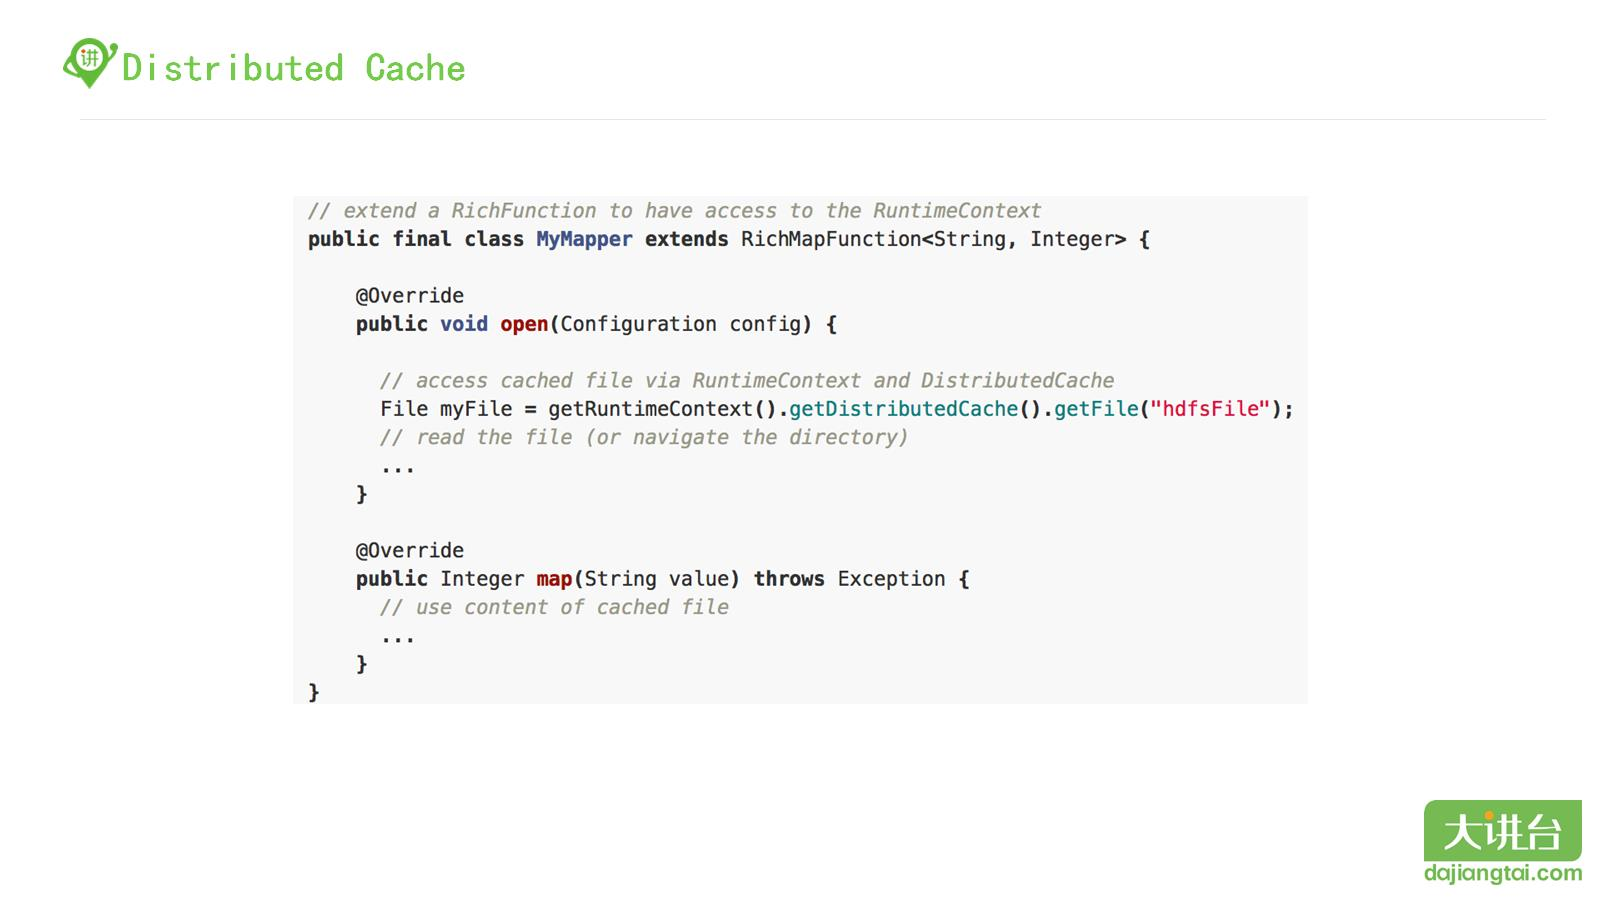 讲
Distributed Cache
// extend a RichFunction to have access to the RuntimeContext
public final class MyMapper extends RichMapFunction<String, Integer> {
@Override
public void open(Configuration config) {
// access cached file via RuntimeContext and DistributedCache
File myFile = getRuntimeContext().getDistributedCache().getFile("hdfsFile");
// read the file (or navigate the directory)
...
}
@Override
public Integer map(String value) throws Exception {
// use content of cached file
...
}
}
大讲台
dajiangtai.com